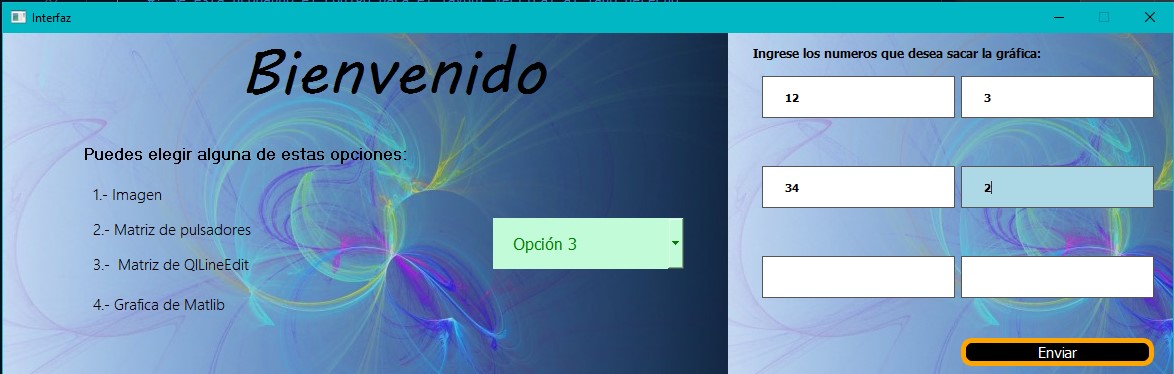 Interfaz
Bienvenido
Puedes elegir alguna de estas opciones:
1.- Imagen
2.- Matriz de pulsadores
3.- Matriz de QlLineEdit
4.- Grafica de Matlib
Opción 3
Ingrese los numeros que desea sacar la gráfica:
12 3
34 2
Enviar